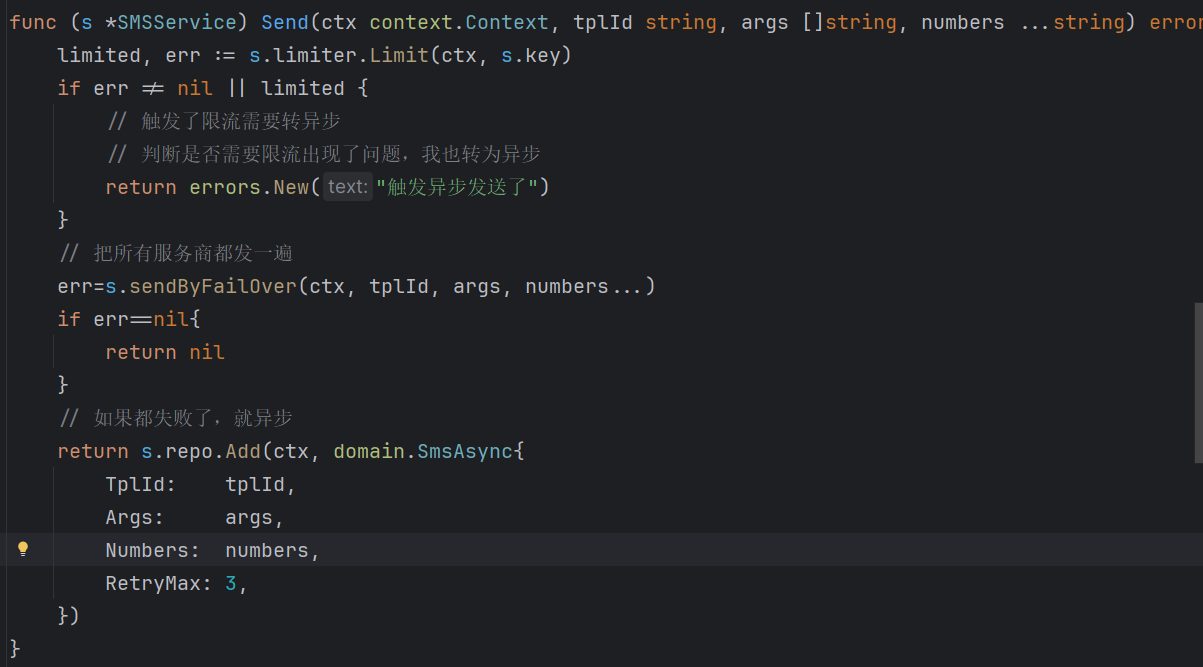 func (s *SMSService) Send(ctx context.Context, tplId string, args []string, numbers ...string) error
    limited, err := s.limiter.Limit(ctx, s.key)
    if err != nil || limited {
        // 触发了限流需要转异步
        // 判断是否需要限流出现了问题，我也转为异步
        return errors.New( text: "触发异步发送了")
    }
    // 把所有服务商都发一遍
    err=s.sendByFailOver(ctx, tplId, args, numbers...)
    if err==nil{
        return nil
    }
    // 如果都失败了，就异步
    return s.repo.Add(ctx, domain.SmsAsync{
        TplId:    tplId,
        Args:     args,
        Numbers:  numbers,
        RetryMax: 3,
    })
}